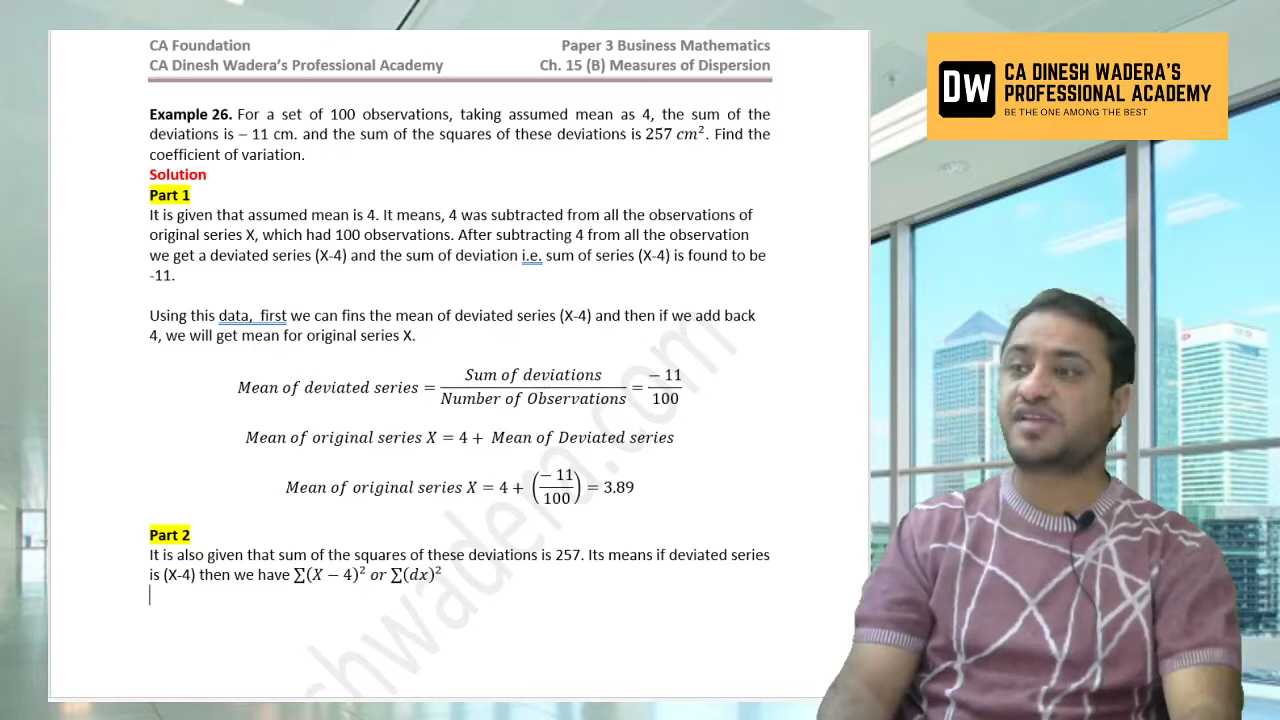 CA Foundation Paper 3 Business Mathematics
CA Dinesh Wadera's Professional Academy Ch. 15 (B) Measures of Dispersion
DW CA DINESH WADERA'S
PROFESSIONAL ACADEMY
BE THE ONE AMONG THE BEST
Example 26. For a set of 100 observations, taking assumed mean as 4, the sum of the
deviations is – 11 cm. and the sum of the squares of these deviations is 257 cm². Find the
coefficient of variation.
Solution
Part 1
It is given that assumed mean is 4. It means, 4 was subtracted from all the observations of
original series X, which had 100 observations. After subtracting 4 from all the observation
we get a deviated series (X-4) and the sum of deviation i.e. sum of series (X-4) is found to be
-11.
Using this data, first we can fins the mean of deviated series (X-4) and then if we add back
4, we will get mean for original series X.
Mean of deviated series = Sum of deviations / Number of Observations = – 11 / 100
Mean of original series X = 4 + Mean of Deviated series
Mean of original series X = 4 + (– 11 / 100) = 3.89
Part 2
It is also given that sum of the squares of these deviations is 257. Its means if deviated series
is (X-4) then we have ∑(X – 4)² or ∑(dx)²